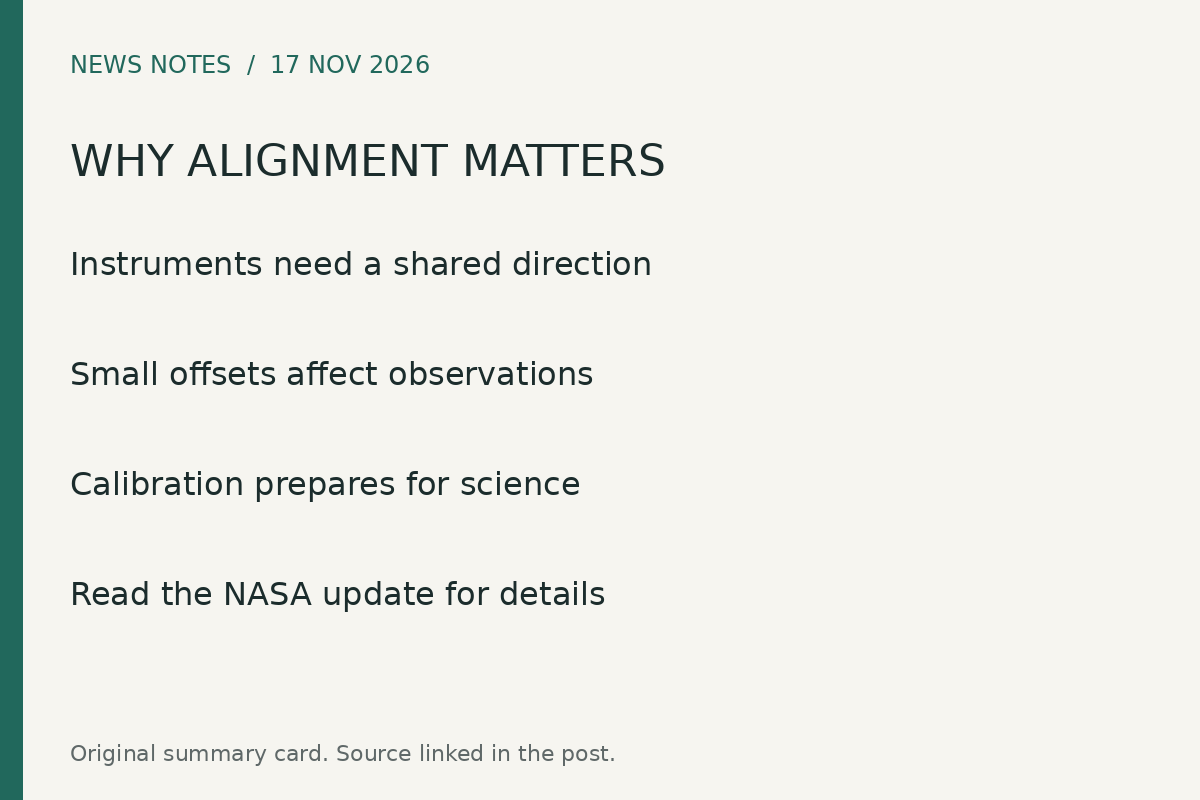 NEWS NOTES / 17 NOV 2026
WHY ALIGNMENT MATTERS
Instruments need a shared direction
Small offsets affect observations
Calibration prepares for science
Read the NASA update for details
Original summary card. Source linked in the post.